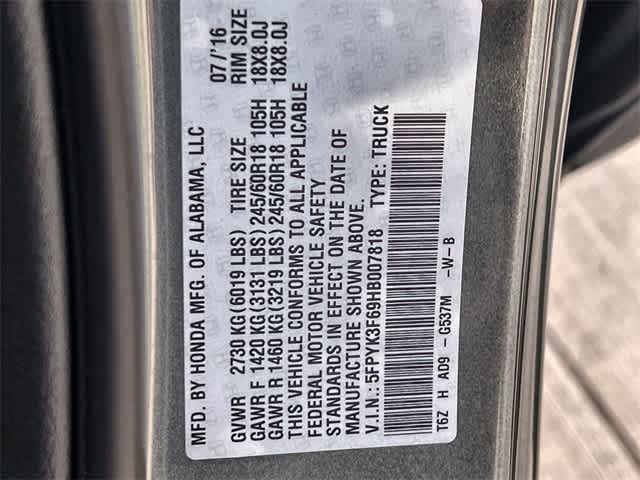 MFD. BY HONDA MFG. OF ALABAMA, LLC 07/'16
GVWR 2730 KG (6019 LBS) TIRE SIZE RIM SIZE
GAWR F 1420 KG (3131 LBS) 245/60R18 105H 18X8.0J
GAWR R 1460 KG (3219 LBS) 245/60R18 105H 18X8.0J
THIS VEHICLE CONFORMS TO ALL APPLICABLE
FEDERAL MOTOR VEHICLE SAFETY
STANDARDS IN EFFECT ON THE DATE OF
MANUFACTURE SHOWN ABOVE.
V.I.N.: 5FPYK3F69HB007818 TYPE: TRUCK
T6Z H AD9 - G537M -W-B